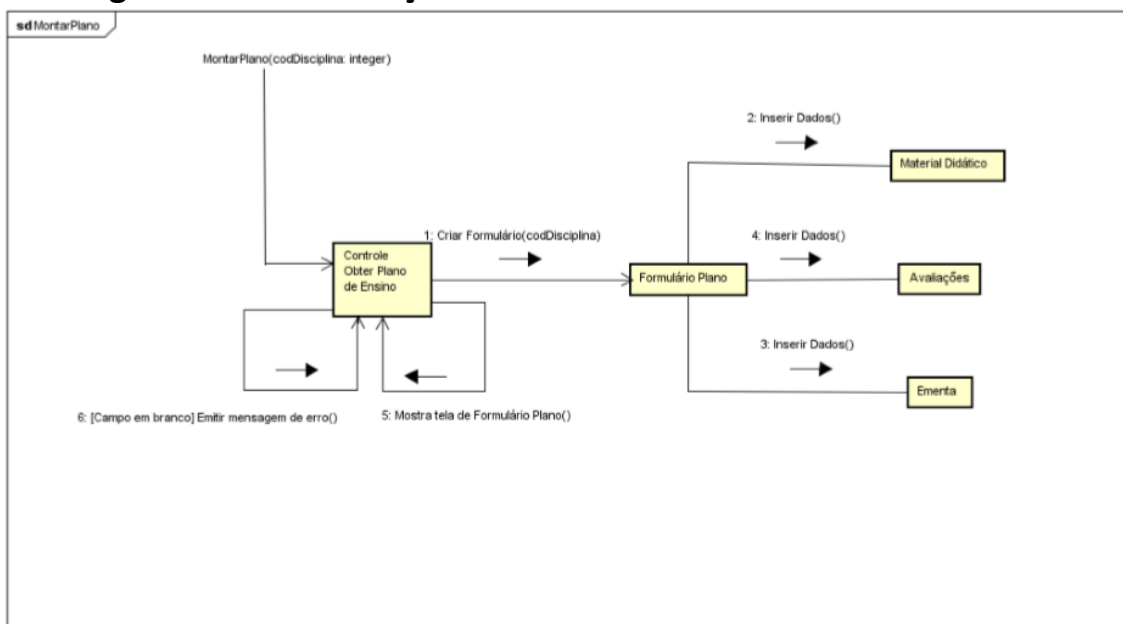 sd MontarPlano
MontarPlano(codDisciplina: integer)
2: Inserir Dados()
Material Didático
1: Criar Formulário(codDisciplina)
4: Inserir Dados()
Controle
Obter Plano
de Ensino
Formulário Plano
Avaliações
3: Inserir Dados()
Ementa
6: [Campo em branco] Emitir mensagem de erro()
5: Mostra tela de Formulário Plano()